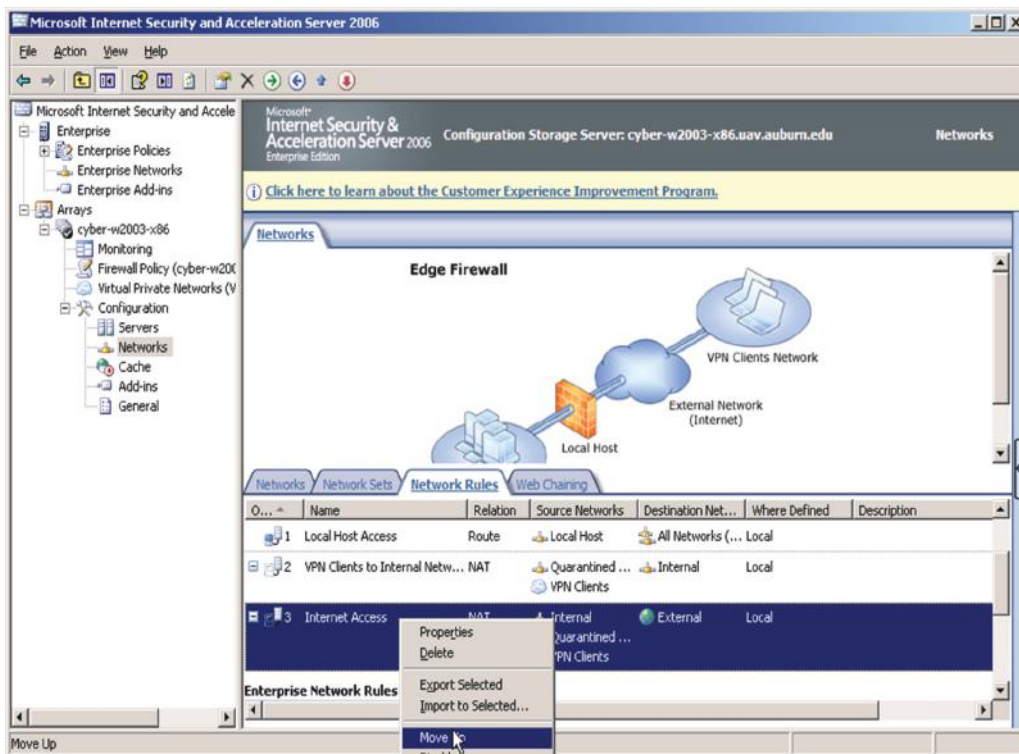 Microsoft Internet Security and Acceleration Server 2006
File Action View Help
Microsoft Internet Security and Accele
Enterprise
Enterprise Policies
Enterprise Networks
Enterprise Add-ins
Arrays
cyber-w2003-x86
Monitoring
Firewall Policy (cyber-w200
Virtual Private Networks (V
Configuration
Servers
Networks
Cache
Add-ins
General
Microsoft
Internet Security &
Acceleration Server 2006
Enterprise Edition
Configuration Storage Server: cyber-w2003-x86.uav.auburn.edu
Networks
Click here to learn about the Customer Experience Improvement Program.
Networks
Edge Firewall
VPN Clients Network
External Network
(Internet)
Local Host
Networks Network Sets Network Rules Web Chaining
O... Name Relation Source Networks Destination Net... Where Defined Description
1 Local Host Access Route Local Host All Networks (... Local
2 VPN Clients to Internal Netw... NAT Quarantined ... Internal Local
VPN Clients
3 Internet Access NAT Internal External Local
Quarantined ...
VPN Clients
Enterprise Network Rules
Properties
Delete
Export Selected
Import to Selected...
Move Up
Move Up